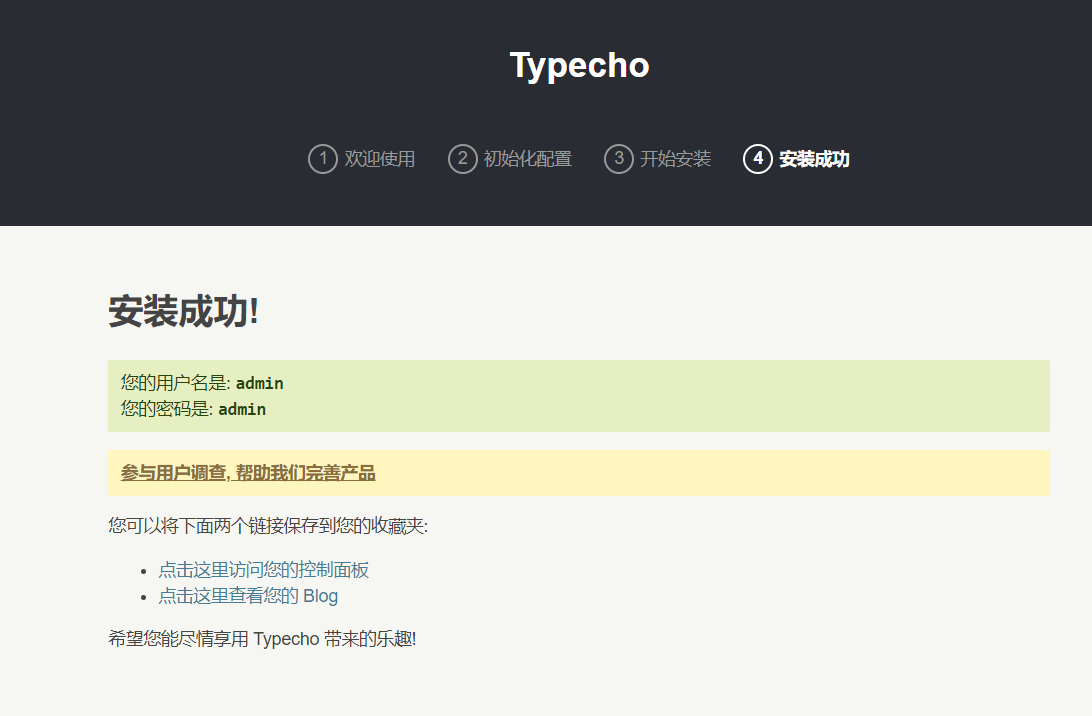 Typecho
1 欢迎使用 2 初始化配置 3 开始安装 4 安装成功
安装成功!
您的用户名是: admin
您的密码是: admin
参与用户调查, 帮助我们完善产品
您可以将下面两个链接保存到您的收藏夹:
• 点击这里访问您的控制面板
• 点击这里查看您的 Blog
希望您能尽情享用 Typecho 带来的乐趣!